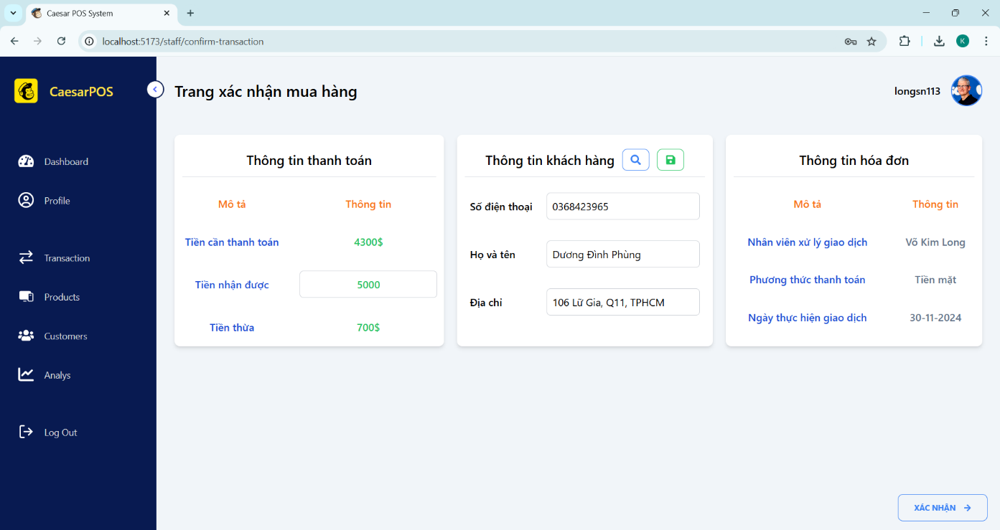 Caesar POS System
localhost:5173/staff/confirm-transaction
K
CaesarPOS
Trang xác nhận mua hàng
longsn113
Dashboard
Profile
Transaction
Products
Customers
Analys
Log Out
Thông tin thanh toán
Mô tả
Thông tin
Tiền cần thanh toán
4300$
Tiền nhận được
5000
Tiền thừa
700$
Thông tin khách hàng
Số điện thoại
0368423965
Họ và tên
Dương Đình Phùng
Địa chỉ
106 Lữ Gia, Q11, TPHCM
Thông tin hóa đơn
Mô tả
Thông tin
Nhân viên xử lý giao dịch
Võ Kim Long
Phương thức thanh toán
Tiền mặt
Ngày thực hiện giao dịch
30-11-2024
XÁC NHẬN